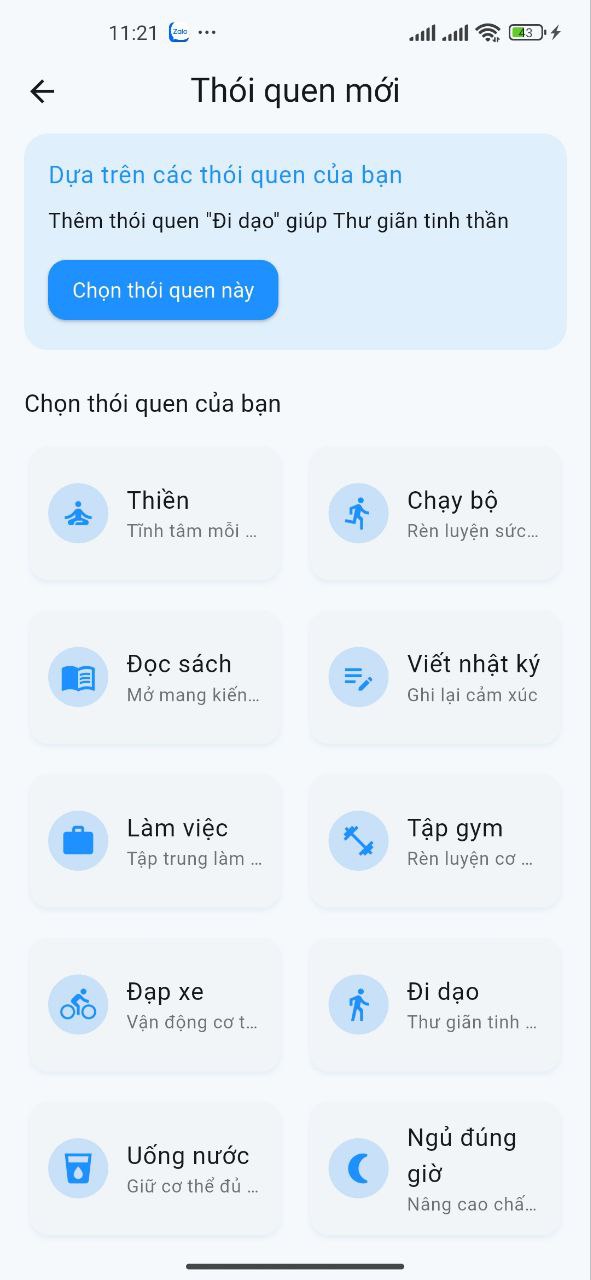 11:21 Zalo ... 43
Thói quen mới
Dựa trên các thói quen của bạn
Thêm thói quen "Đi dạo" giúp Thư giãn tinh thần
Chọn thói quen này
Chọn thói quen của bạn
Thiền
Tĩnh tâm mỗi ...
Chạy bộ
Rèn luyện sức...
Đọc sách
Mở mang kiến...
Viết nhật ký
Ghi lại cảm xúc
Làm việc
Tập trung làm ...
Tập gym
Rèn luyện cơ ...
Đạp xe
Vận động cơ t...
Đi dạo
Thư giãn tinh ...
Uống nước
Giữ cơ thể đủ ...
Ngủ đúng
giờ
Nâng cao chấ...